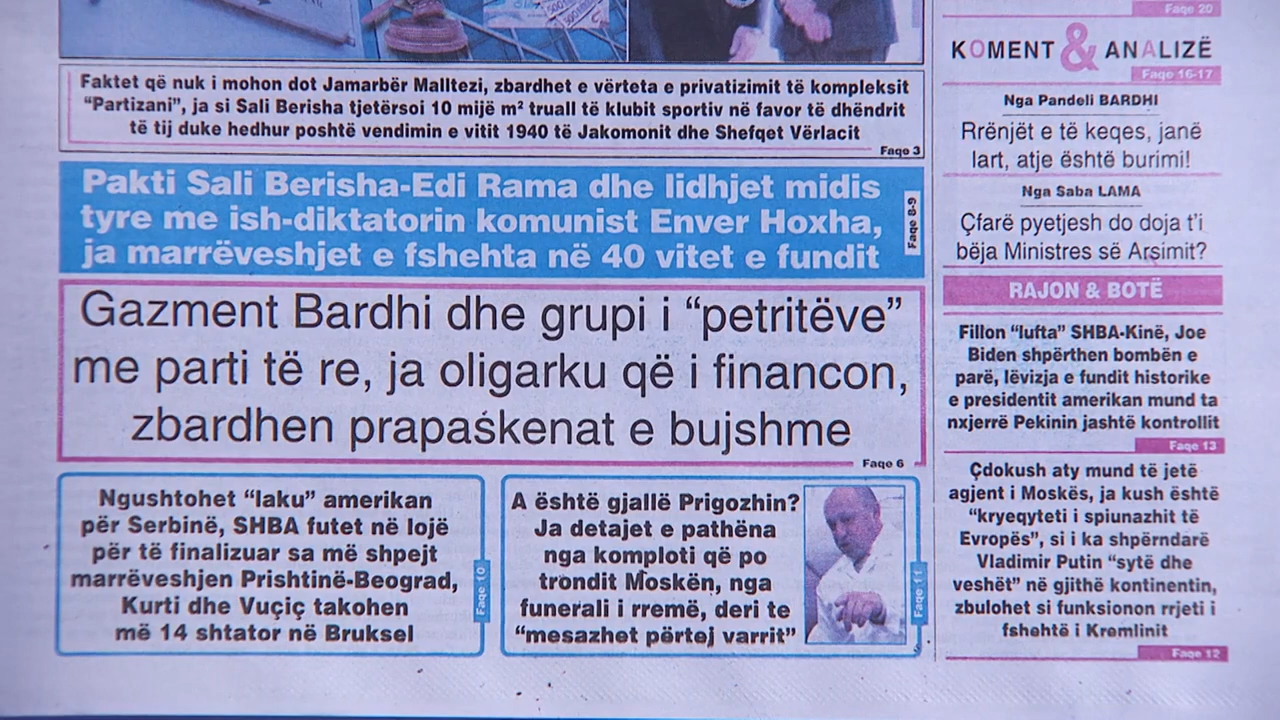 Faktet që nuk i mohon dot Jamarbër Malltezi, zbardhet e vërteta e privatizimit të kompleksit
“Partizani”, ja si Sali Berisha tjetërsoi 10 mijë m² truall të klubit sportiv në favor të dhëndrit
të tij duke hedhur poshtë vendimin e vitit 1940 të Jakomonit dhe Shefqet Vërlacit
Faqe 3
Pakti Sali Berisha-Edi Rama dhe lidhjet midis
tyre me ish-diktatorin komunist Enver Hoxha,
ja marrëveshjet e fshehta në 40 vitet e fundit
Faqe 8-9
Gazment Bardhi dhe grupi i “petritëve”
me parti të re, ja oligarku që i financon,
zbardhen prapaskenat e bujshme
Faqe 6
Ngushtohet “laku” amerikan
për Serbinë, SHBA futet në lojë
për të finalizuar sa më shpejt
marrëveshjen Prishtinë-Beograd,
Kurti dhe Vuçiç takohen
më 14 shtator në Bruksel
Faqe 10
A është gjallë Prigozhin?
Ja detajet e pathëna
nga komploti që po
trondit Moskën, nga
funerali i rremë, deri te
“mesazhet përtej varrit”
Faqe 11
Faqe 20
KOMENT & ANALIZË
Faqe 16-17
Nga Pandeli BARDHI
Rrënjët e të keqes, janë
lart, atje është burimi!
Nga Saba LAMA
Çfarë pyetjesh do doja t’i
bëja Ministres së Arsimit?
RAJON & BOTË
Fillon “lufta” SHBA-Kinë, Joe
Biden shpërthen bombën e
parë, lëvizja e fundit historike
e presidentit amerikan mund ta
nxjerrë Pekinin jashtë kontrollit
Faqe 13
Çdokush aty mund të jetë
agjent i Moskës, ja kush është
“kryeqyteti i spiunazhit të
Evropës”, si i ka shpërndarë
Vladimir Putin “sytë dhe
veshët” në gjithë kontinentin,
zbulohet si funksionon rrjeti i
fshehtë i Kremlinit
Faqe 12